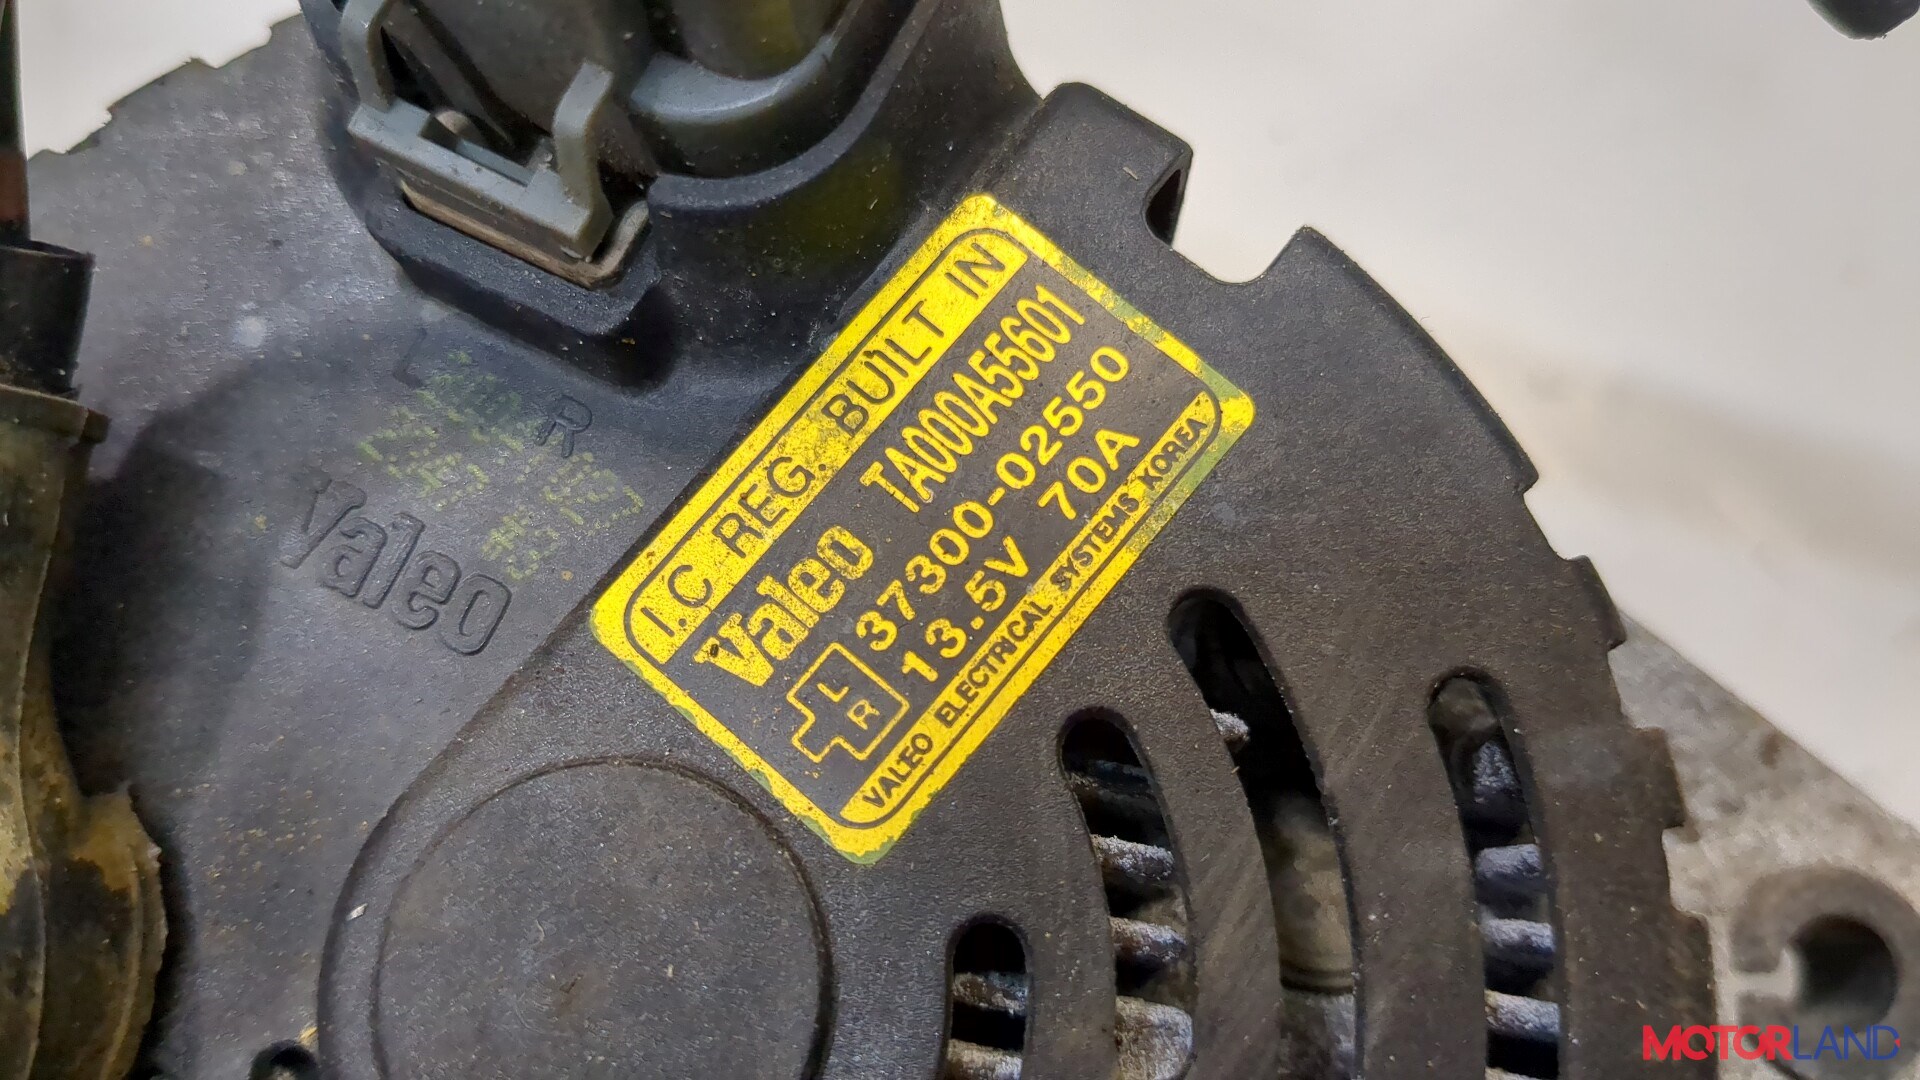 I.C REG. BUILT IN
Valeo TA000A55601
37300-02550
L
R
13.5V 70A
VALEO ELECTRICAL SYSTEMS KOREA
L R
Valeo
MOTORLAND